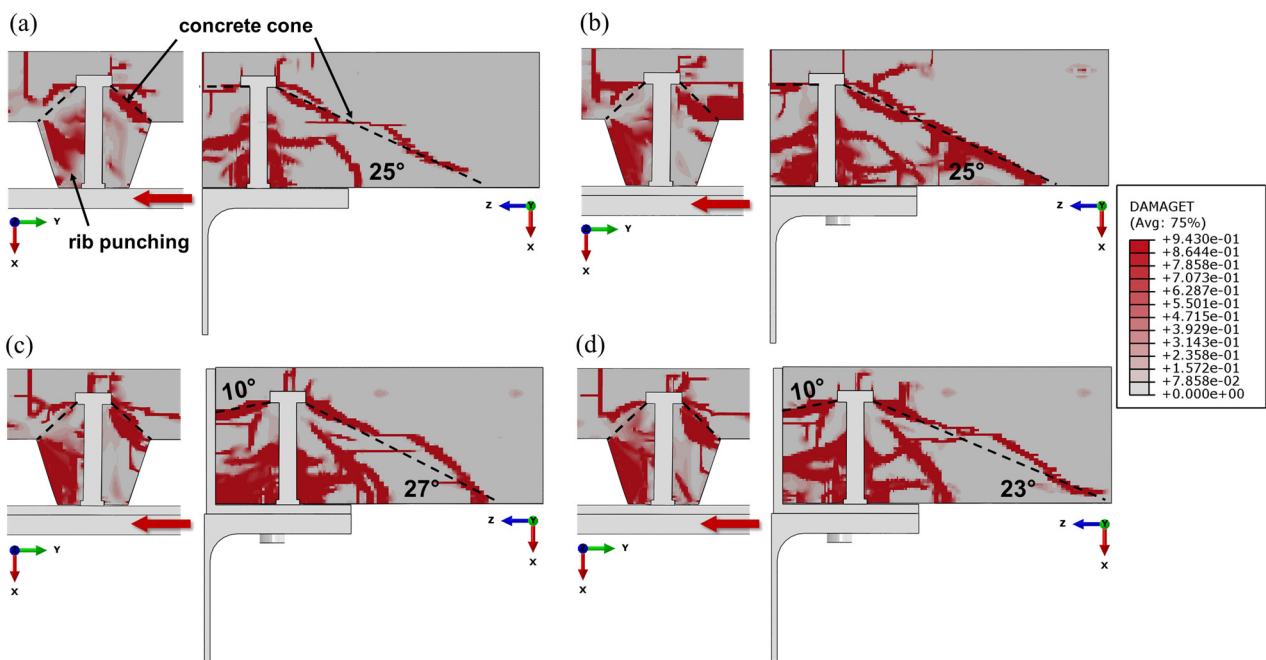 (a)
concrete cone
25°
rib punching
Y
X
Z
Y
X
(b)
25°
Z
Y
X
Z
Y
X
DAMAGET
(Avg: 75%)
+9.430e-01
+8.644e-01
+7.858e-01
+7.073e-01
+6.287e-01
+5.501e-01
+4.715e-01
+3.929e-01
+3.143e-01
+2.358e-01
+1.572e-01
+7.858e-02
+0.000e+00
(c)
10°
27°
Z
Y
X
Z
Y
X
(d)
10°
23°
Z
Y
X
Z
Y
X